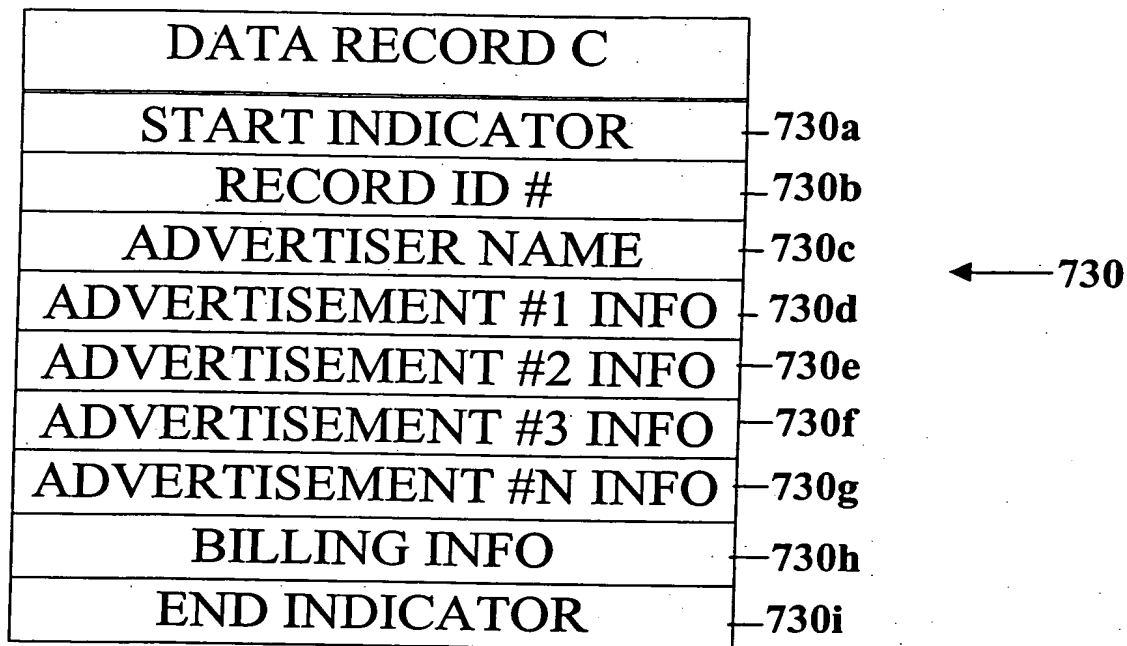 DATA RECORD C
START INDICATOR 730a
RECORD ID # 730b
ADVERTISER NAME 730c
730
ADVERTISEMENT #1 INFO 730d
ADVERTISEMENT #2 INFO 730e
ADVERTISEMENT #3 INFO 730f
ADVERTISEMENT #N INFO 730g
BILLING INFO 730h
END INDICATOR 730i